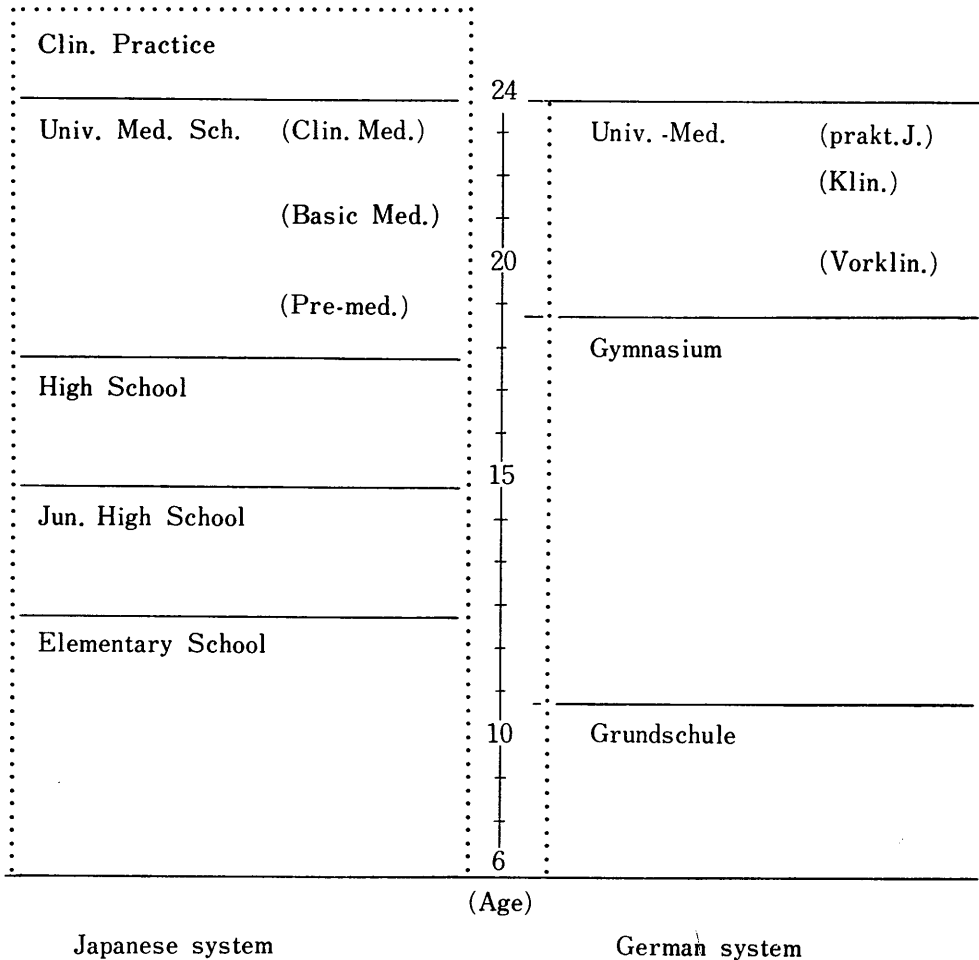 Clin. Practice
Univ. Med. Sch. (Clin. Med.)
(Basic Med.)
(Pre-med.)
High School
Jun. High School
Elementary School
24
20
15
10
6
(Age)
Univ. -Med. (prakt.J.)
(Klin.)
(Vorklin.)
Gymnasium
Grundschule
Japanese system
German system